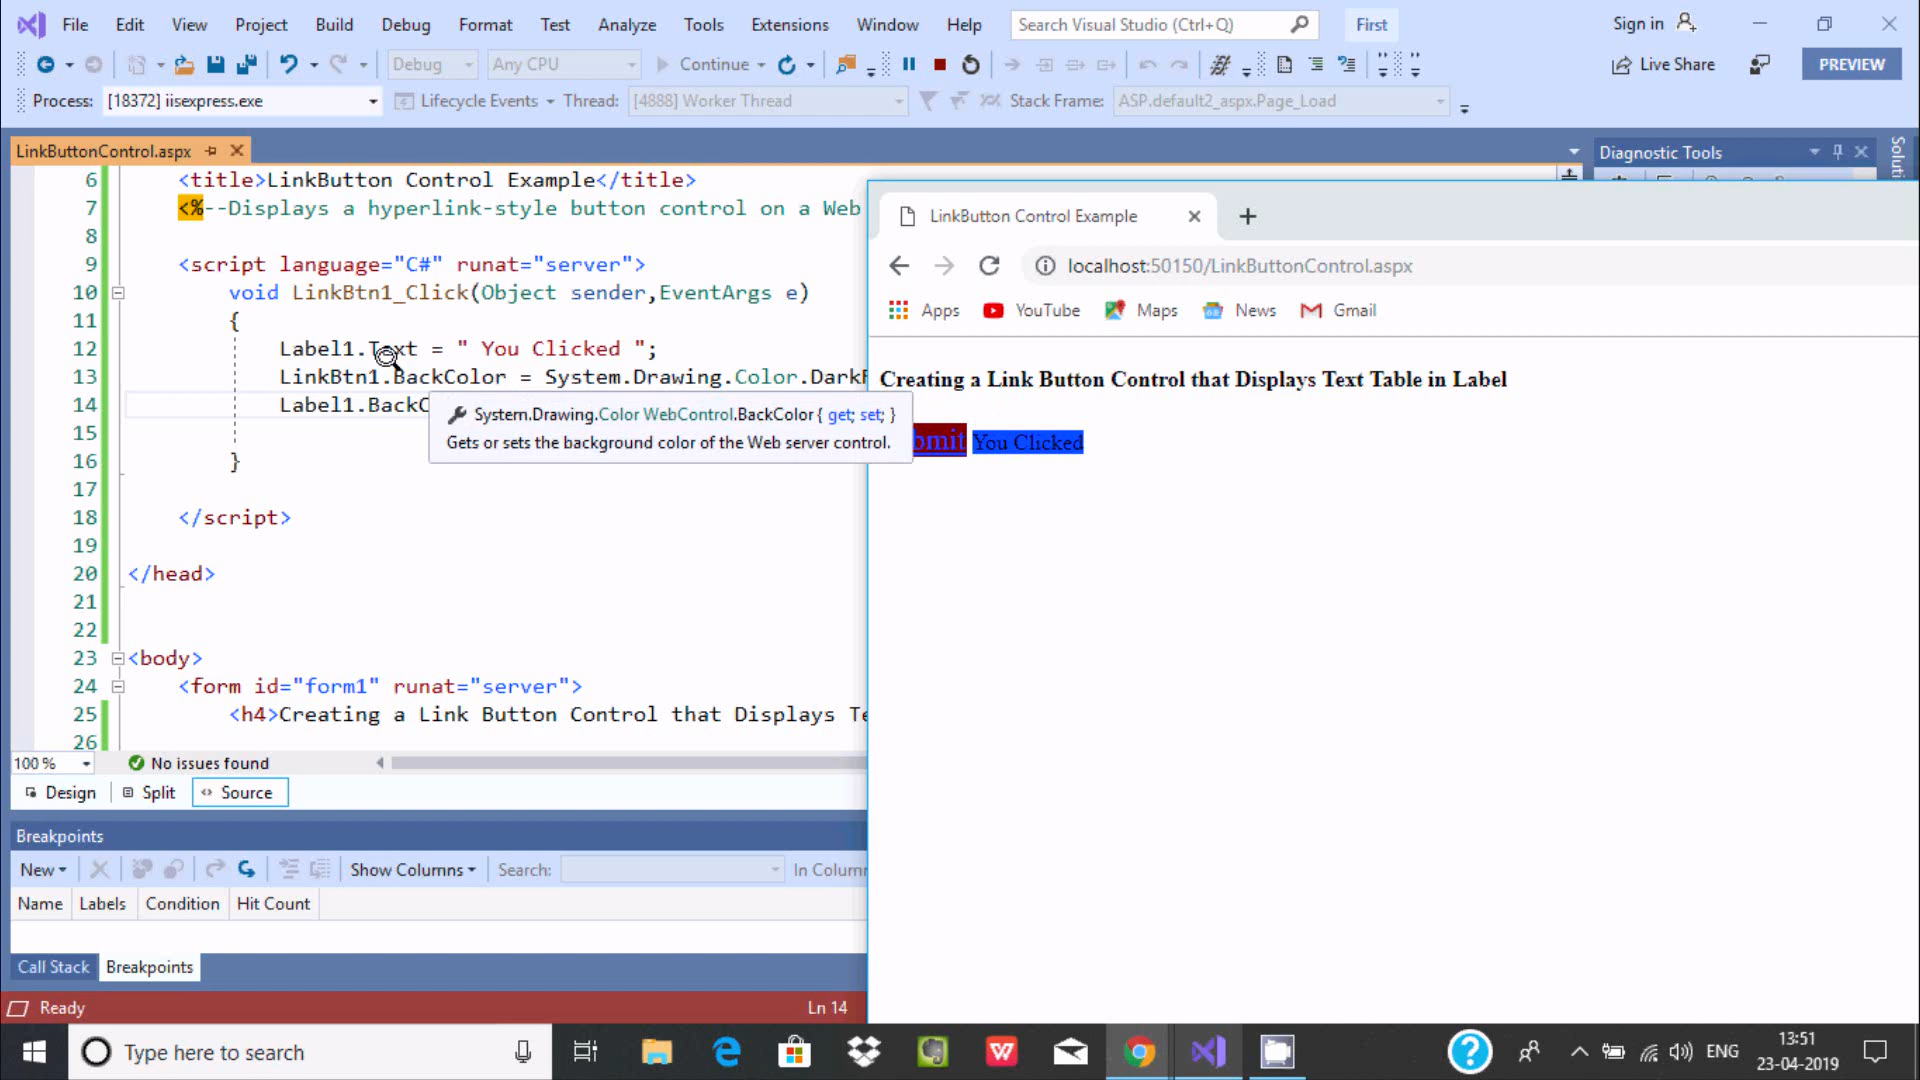 File Edit View Project Build Debug Format Test Analyze Tools Extensions Window Help Search Visual Studio (Ctrl+Q) First Sign in
Debug Any CPU Continue Live Share PREVIEW
Process: [18372] iisexpress.exe Lifecycle Events Thread: [4888] Worker Thread Stack Frame: ASP.default2_aspx.Page_Load
LinkButtonControl.aspx
Diagnostic Tools
Soluti
6 <title>LinkButton Control Example</title>
7 <%--Displays a hyperlink-style button control on a Web
8
9 <script language="C#" runat="server">
10 void LinkBtn1_Click(Object sender,EventArgs e)
11 {
12 Label1.Text = " You Clicked ";
13 LinkBtn1.BackColor = System.Drawing.Color.Dark
14 Label1.BackC
15
16 }
17
18 </script>
19
20 </head>
21
22
23 <body>
24 <form id="form1" runat="server">
25 <h4>Creating a Link Button Control that Displays Te
26
System.Drawing.Color WebControl.BackColor { get; set; }
Gets or sets the background color of the Web server control.
100 % No issues found
Design Split Source
Breakpoints
New Show Columns Search: In Column
Name Labels Condition Hit Count
Call Stack Breakpoints
Ready Ln 14
LinkButton Control Example
localhost:50150/LinkButtonControl.aspx
Apps YouTube Maps News Gmail
Creating a Link Button Control that Displays Text Table in Label
bmit You Clicked
Type here to search
ENG
13:51
23-04-2019